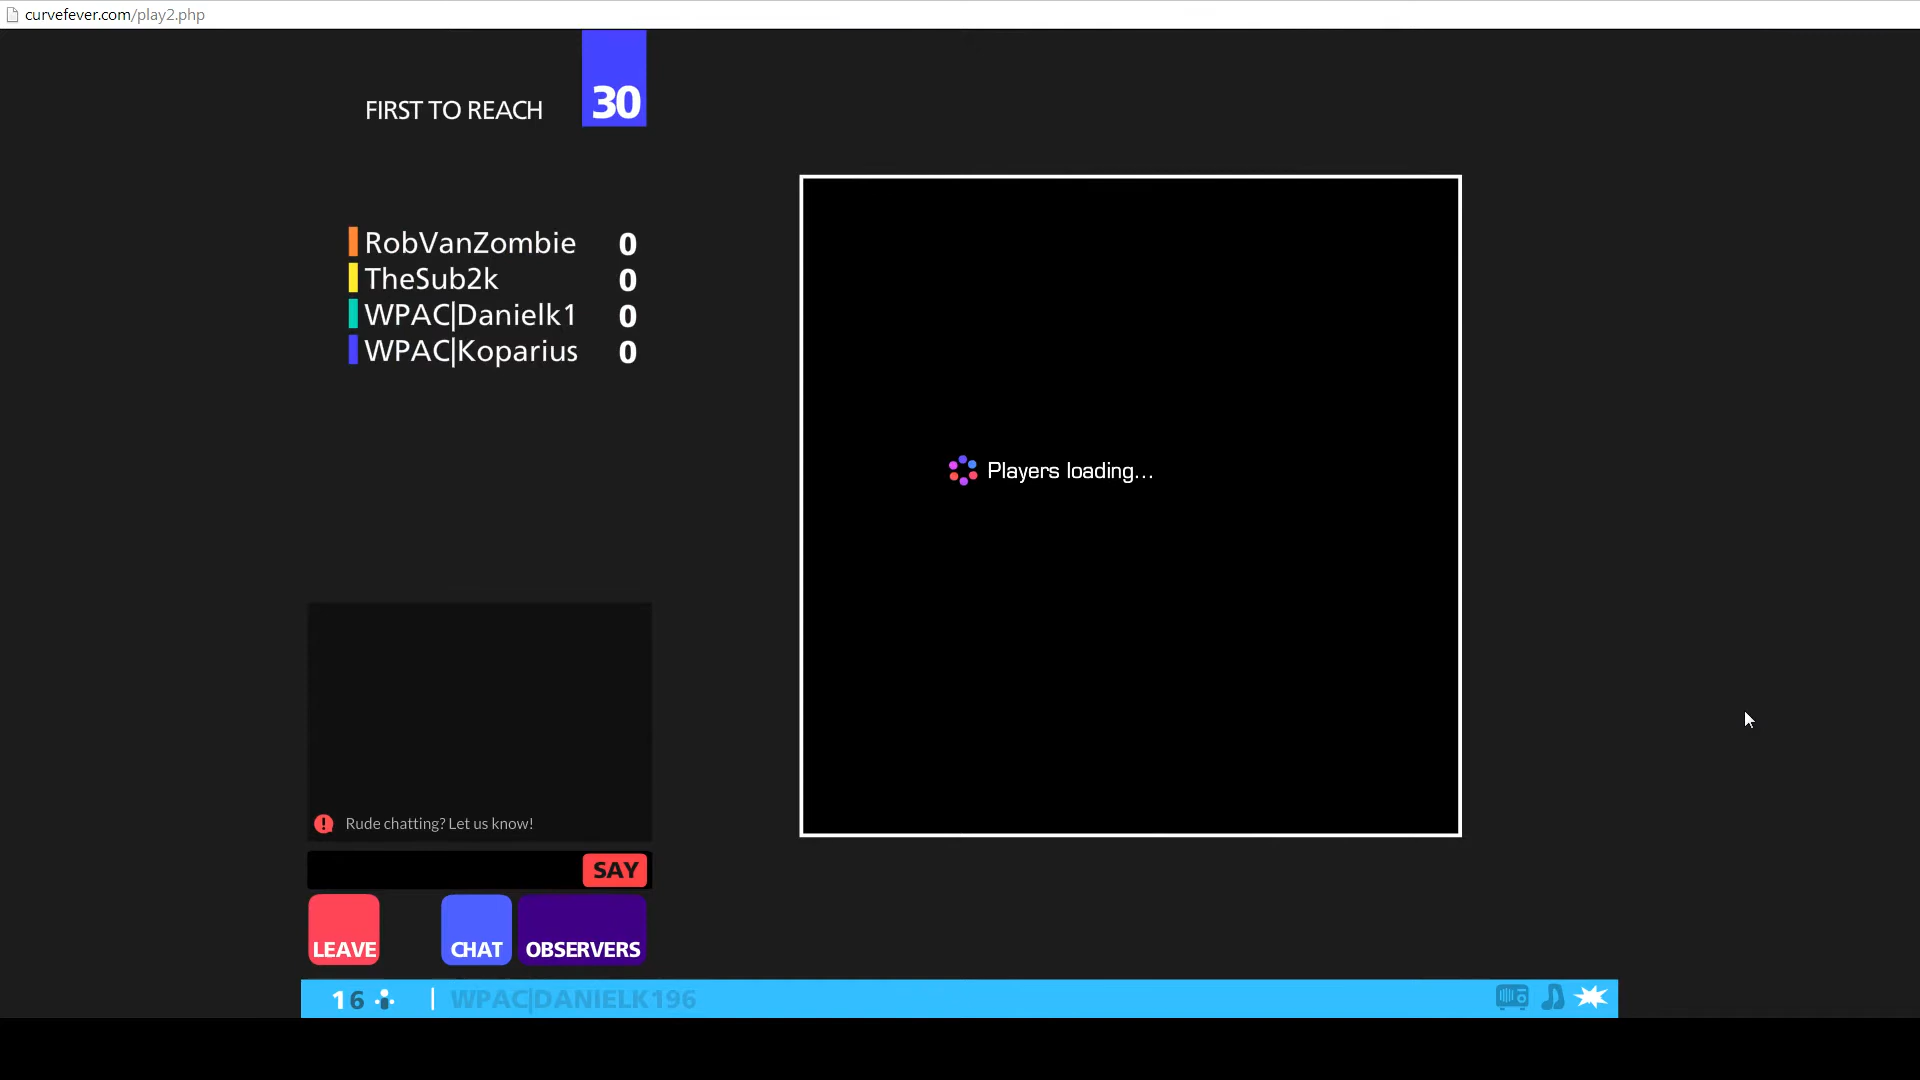 curvefever.com/play2.php
FIRST TO REACH 30
RobVanZombie 0
TheSub2k 0
WPAC|Danielk1 0
WPAC|Koparius 0
Players loading...
Rude chatting? Let us know!
SAY
LEAVE CHAT OBSERVERS
16 | WPAC|DANIELK196